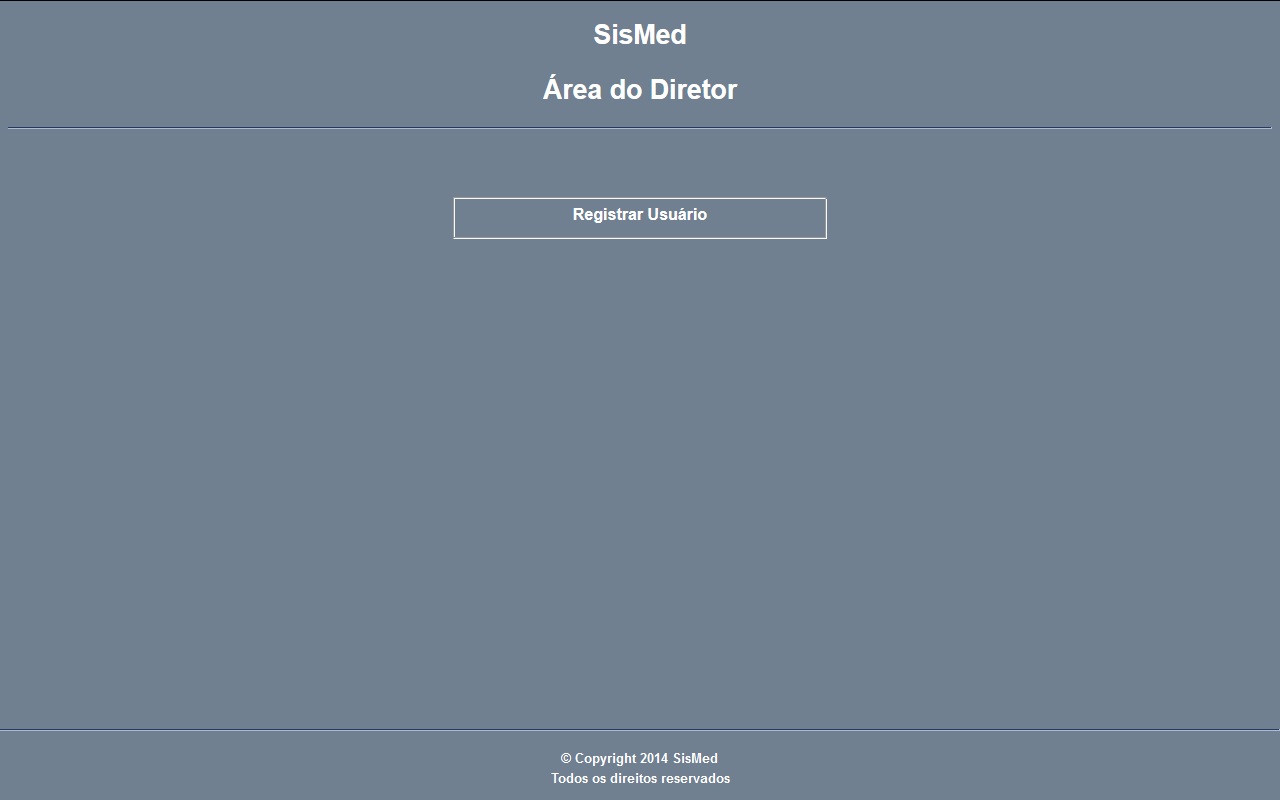 SisMed
Área do Diretor
Registrar Usuário
© Copyright 2014 SisMed
Todos os direitos reservados